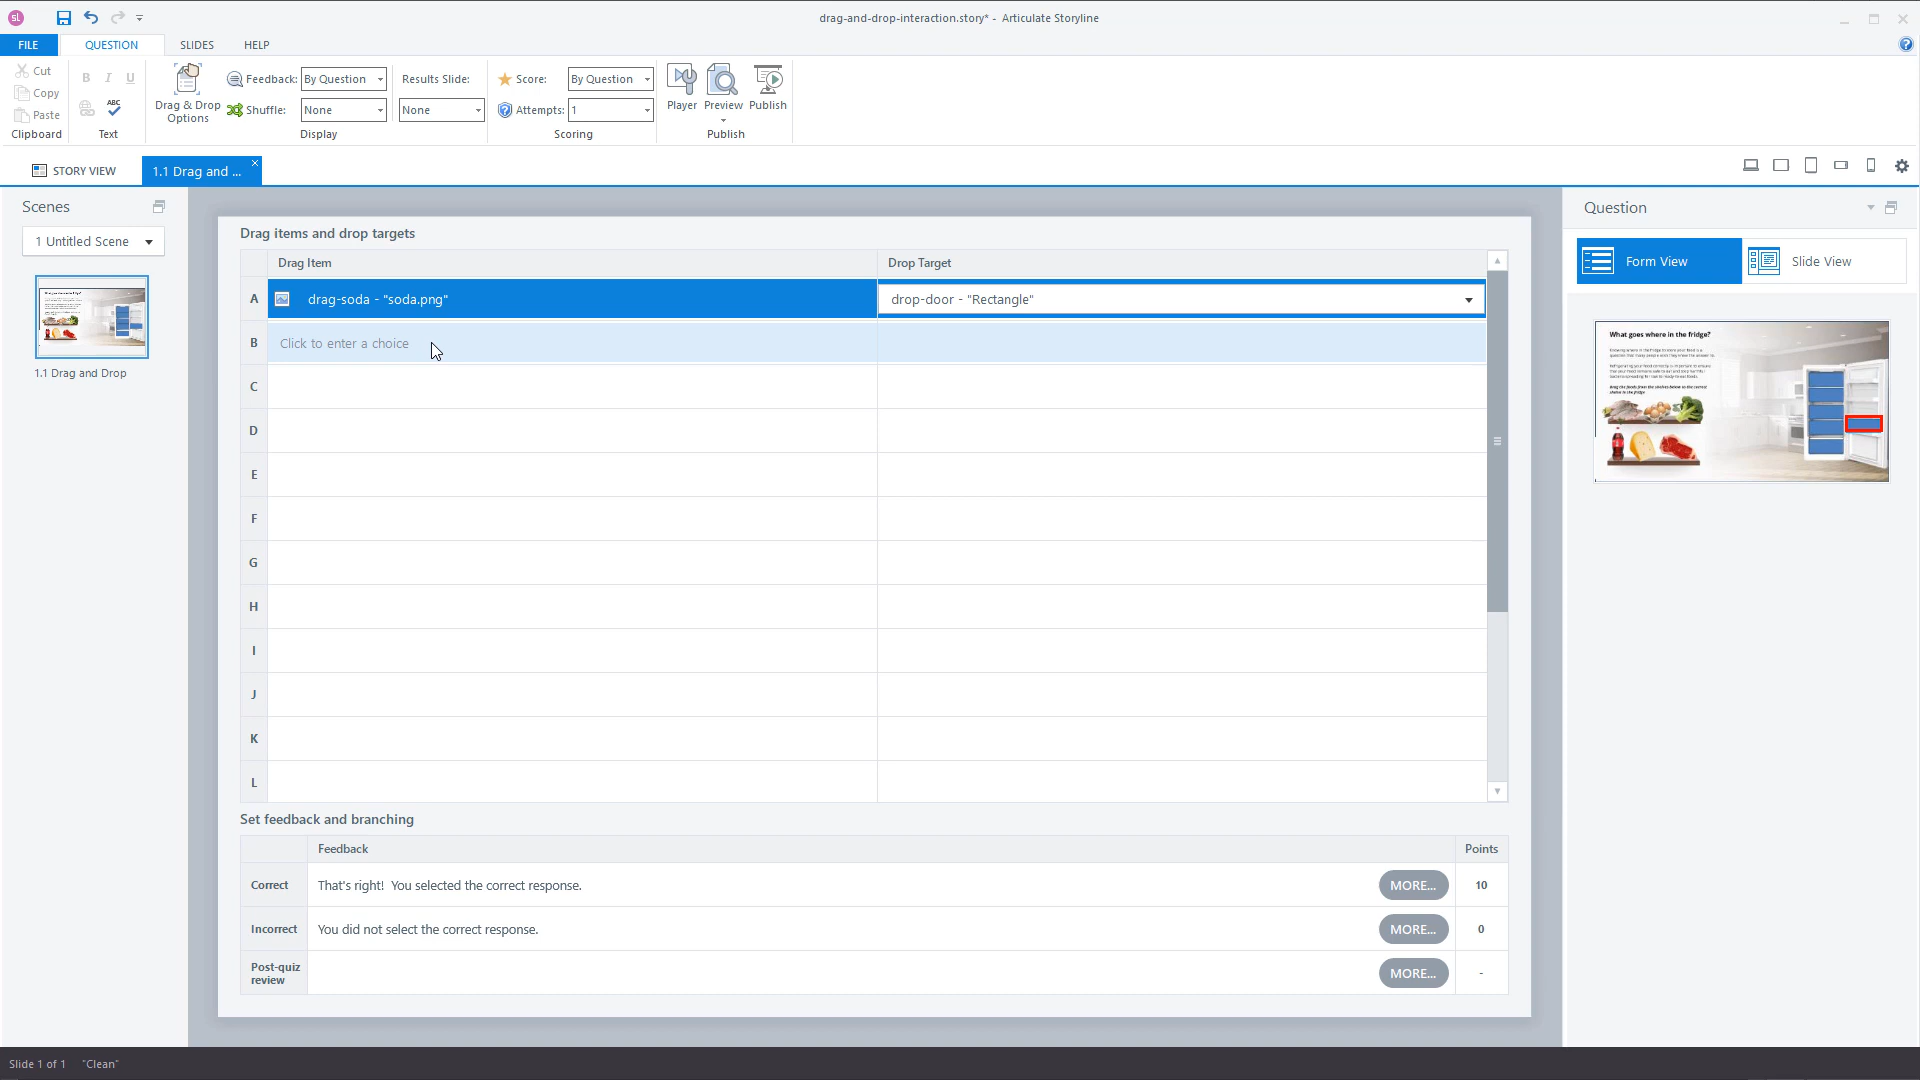 sl
drag-and-drop-interaction.story* - Articulate Storyline
FILE QUESTION SLIDES HELP
Cut
Copy
Paste
Clipboard
B I U
ABC
Text
Drag & Drop
Options
Feedback: By Question
Shuffle: None
Results Slide:
None
Display
Score: By Question
Attempts: 1
Scoring
Player Preview Publish
Publish
STORY VIEW
1.1 Drag and ...
Scenes
1 Untitled Scene
1.1 Drag and Drop
Drag items and drop targets
Drag Item Drop Target
A drag-soda - "soda.png" drop-door - "Rectangle"
B Click to enter a choice
C
D
E
F
G
H
I
J
K
L
Set feedback and branching
Feedback Points
Correct That's right! You selected the correct response. MORE... 10
Incorrect You did not select the correct response. MORE... 0
Post-quiz
review MORE... -
Question
Form View Slide View
What goes where in the fridge?
Slide 1 of 1 "Clean"